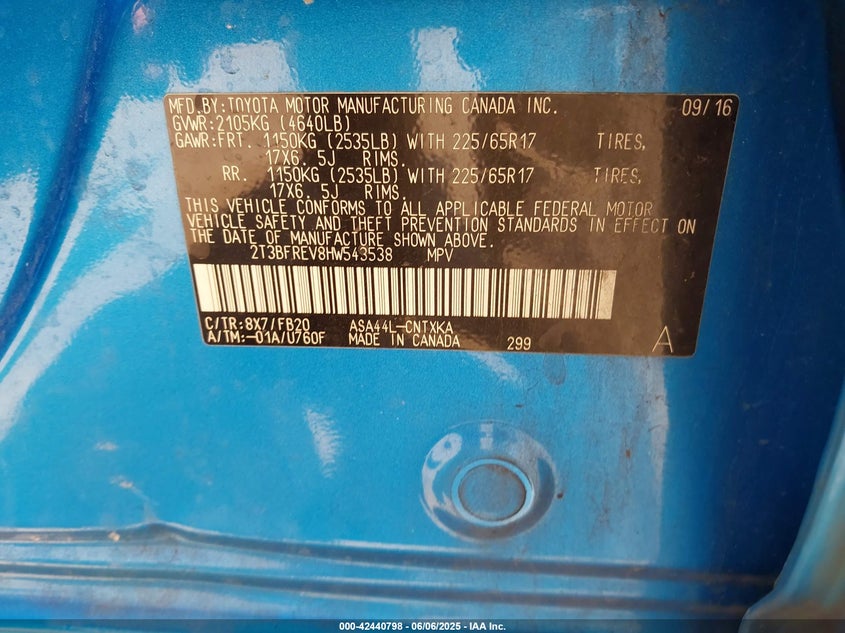 MFD.BY:TOYOTA MOTOR MANUFACTURING CANADA INC. 09/16
GVWR:2105KG (4640LB)
GAWR:FRT. 1150KG (2535LB) WITH 225/65R17 TIRES,
17X6. 5J RIMS.
RR. 1150KG (2535LB) WITH 225/65R17 TIRES,
17X6. 5J RIMS.
THIS VEHICLE CONFORMS TO ALL APPLICABLE FEDERAL MOTOR
VEHICLE SAFETY AND THEFT PREVENTION STANDARDS IN EFFECT ON
THE DATE OF MANUFACTURE SHOWN ABOVE.
2T3BFREV8HW543538 MPV
C/TR:8X7/FB20 ASA44L-CNTXKA
A/TM:-01A/U760F MADE IN CANADA 299 A
000-42440798 - 06/06/2025 - IAA Inc.